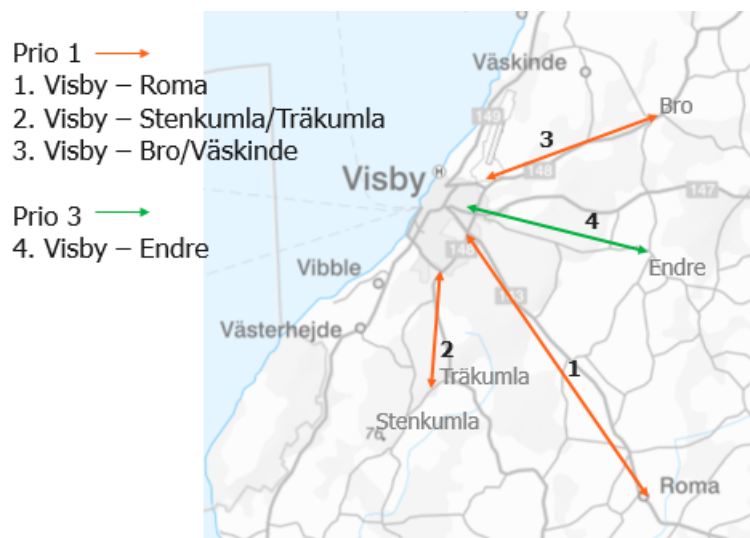 Prio 1
1. Visby – Roma
2. Visby – Stenkumla/Träkumla
3. Visby – Bro/Väskinde
Prio 3
4. Visby – Endre
Väskinde
Bro
149
3
148
Visby
H
147
4
Endre
Vibble
143
Västerhejde
2
1
Träkumla
Stenkumla
Roma